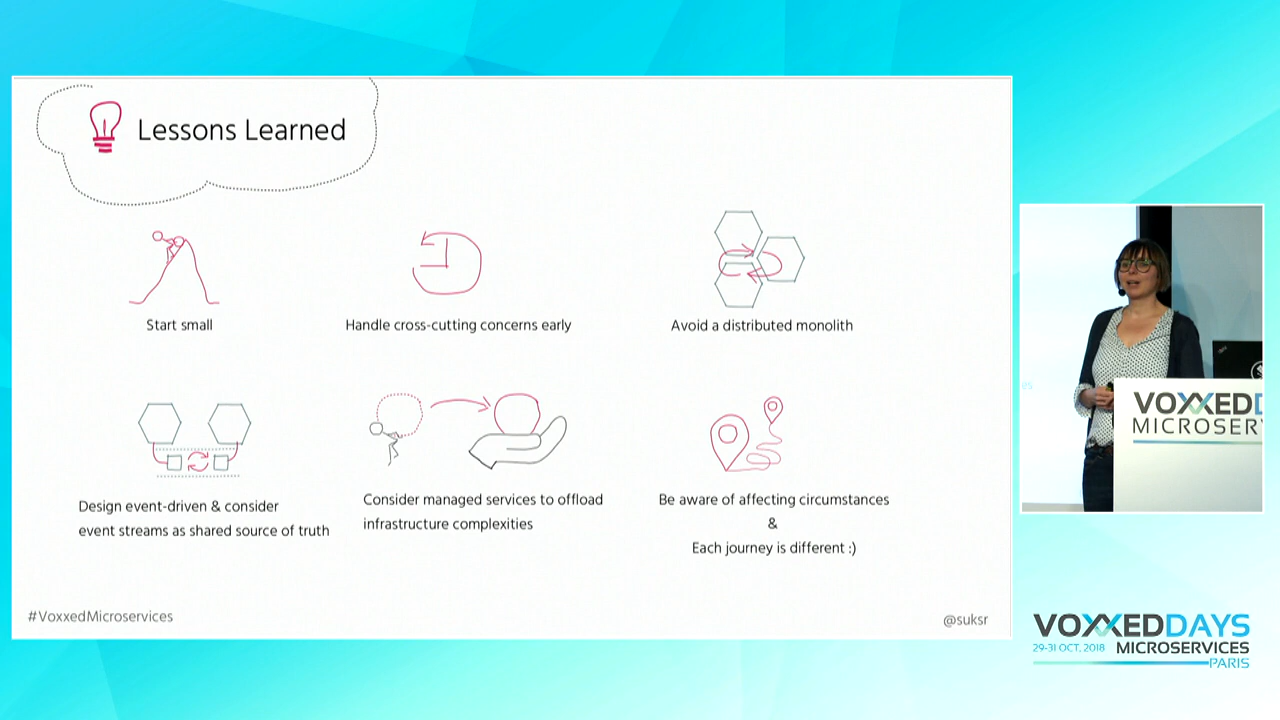 Lessons Learned
Start small
Handle cross-cutting concerns early
Avoid a distributed monolith
Design event-driven & consider
event streams as shared source of truth
Consider managed services to offload
infrastructure complexities
Be aware of affecting circumstances
&
Each journey is different :)
#VoxxedMicroservices
@suksr
VOXXED
MICROSER
VOXXEDDAYS
29-31 OCT, 2018 MICROSERVICES
PARIS